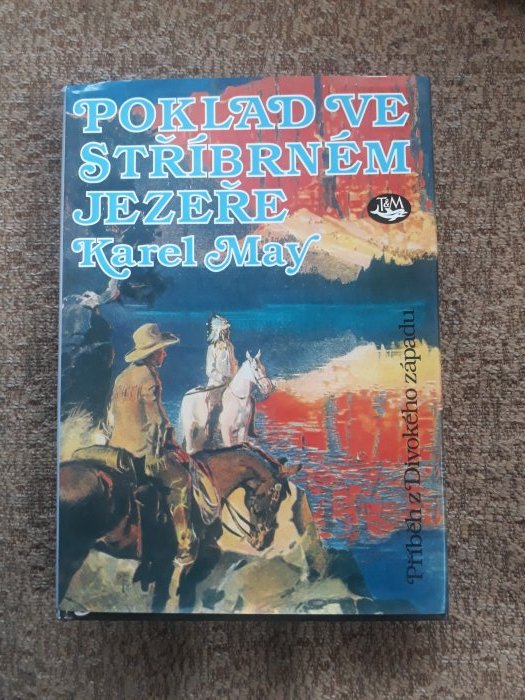 POKLAD VE
STŘÍBRNÉM
JEZEŘE
Karel May
T&M
Příběh z Divokého západu